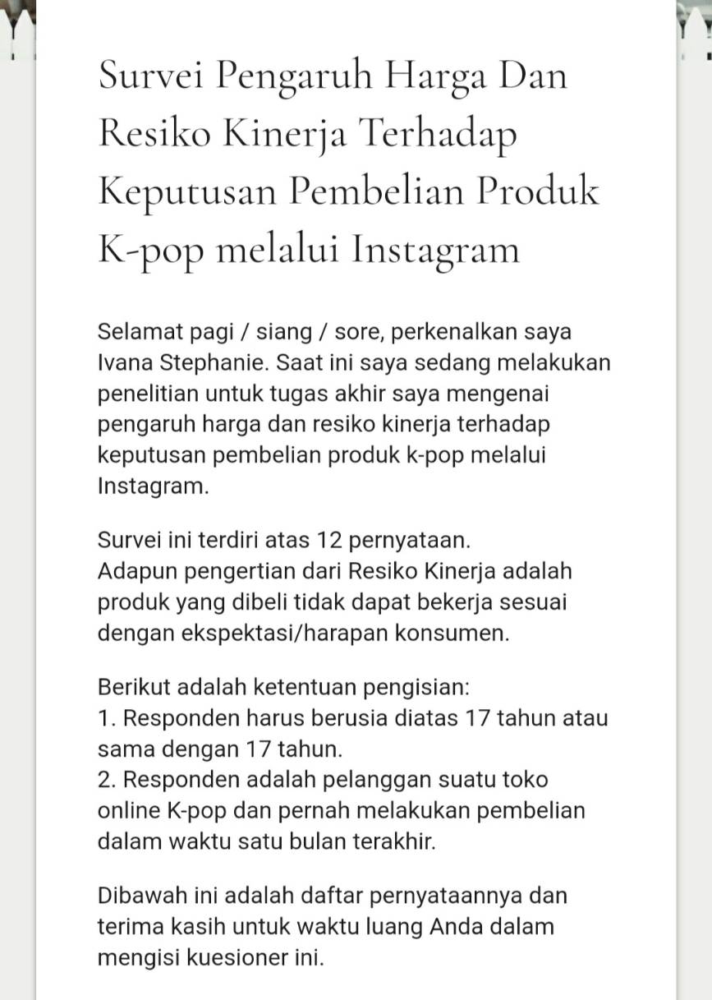 Survei Pengaruh Harga Dan
Resiko Kinerja Terhadap
Keputusan Pembelian Produk
K-pop melalui Instagram
Selamat pagi / siang / sore, perkenalkan saya
Ivana Stephanie. Saat ini saya sedang melakukan
penelitian untuk tugas akhir saya mengenai
pengaruh harga dan resiko kinerja terhadap
keputusan pembelian produk k-pop melalui
Instagram.
Survei ini terdiri atas 12 pernyataan.
Adapun pengertian dari Resiko Kinerja adalah
produk yang dibeli tidak dapat bekerja sesuai
dengan ekspektasi/harapan konsumen.
Berikut adalah ketentuan pengisian:
1. Responden harus berusia diatas 17 tahun atau
sama dengan 17 tahun.
2. Responden adalah pelanggan suatu toko
online K-pop dan pernah melakukan pembelian
dalam waktu satu bulan terakhir.
Dibawah ini adalah daftar pernyataannya dan
terima kasih untuk waktu luang Anda dalam
mengisi kuesioner ini.